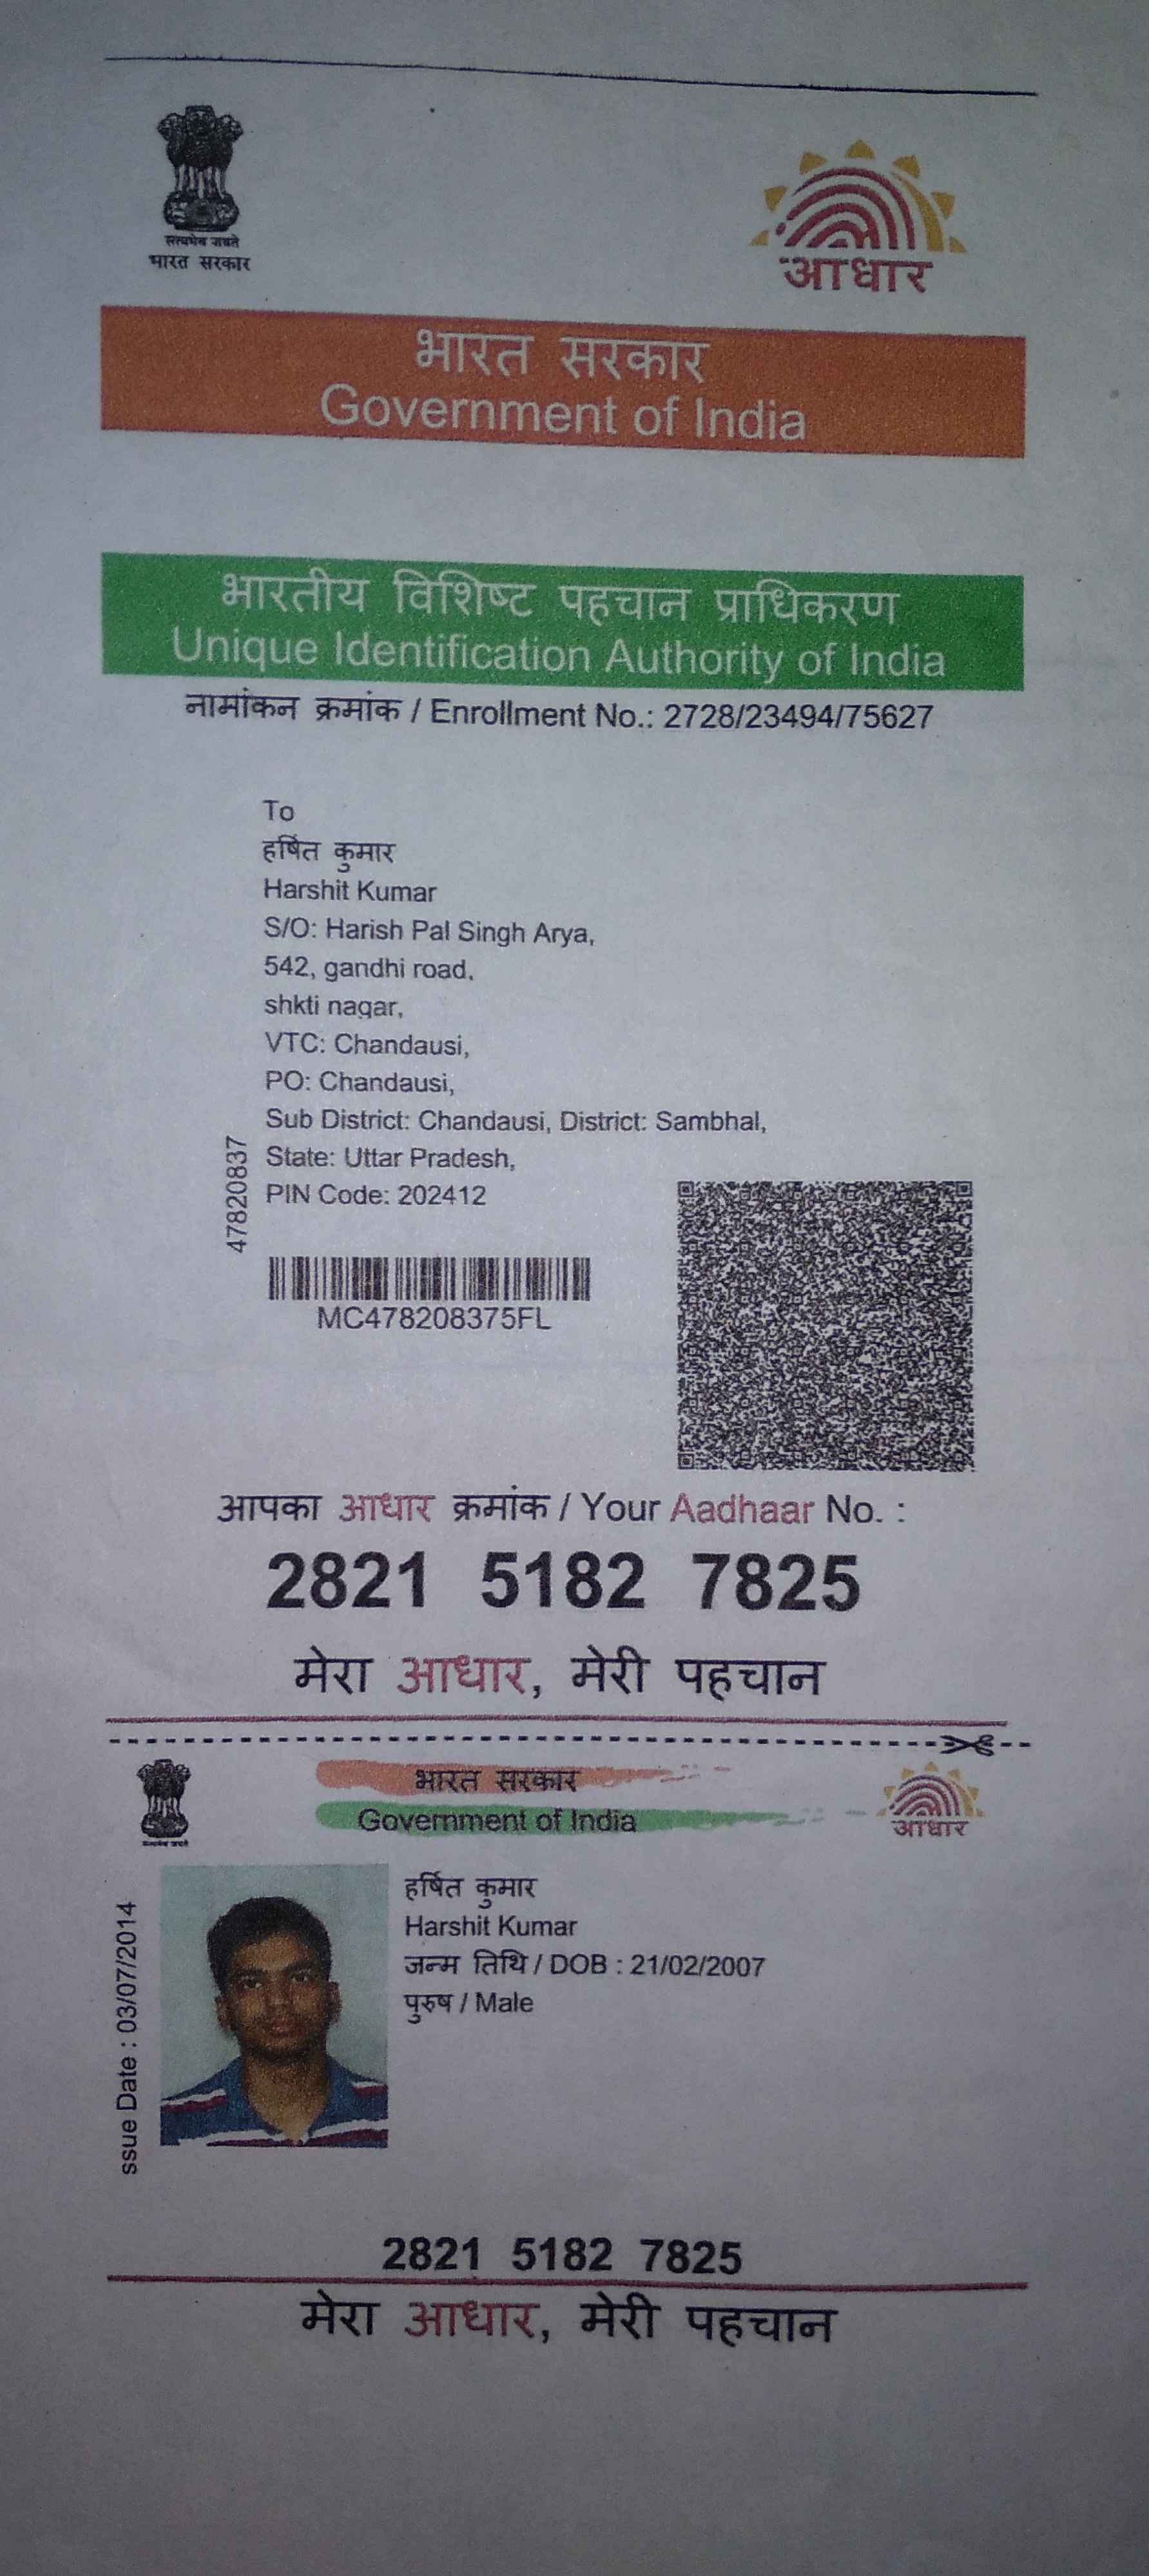 सत्यमेव जयते
भारत सरकार
आधार
भारत सरकार
Government of India
भारतीय विशिष्ट पहचान प्राधिकरण
Unique Identification Authority of India
नामांकन क्रमांक / Enrollment No.: 2728/23494/75627
To
हर्षित कुमार
Harshit Kumar
S/O: Harish Pal Singh Arya,
542, gandhi road,
shkti nagar,
VTC: Chandausi,
PO: Chandausi,
Sub District: Chandausi, District: Sambhal,
State: Uttar Pradesh,
PIN Code: 202412
47820837
MC478208375FL
आपका आधार क्रमांक / Your Aadhaar No. :
2821 5182 7825
मेरा आधार, मेरी पहचान
भारत सरकार
Government of India
आधार
हर्षित कुमार
Harshit Kumar
जन्म तिथि / DOB : 21/02/2007
पुरुष / Male
ssue Date : 03/07/2014
2821 5182 7825
मेरा आधार, मेरी पहचान